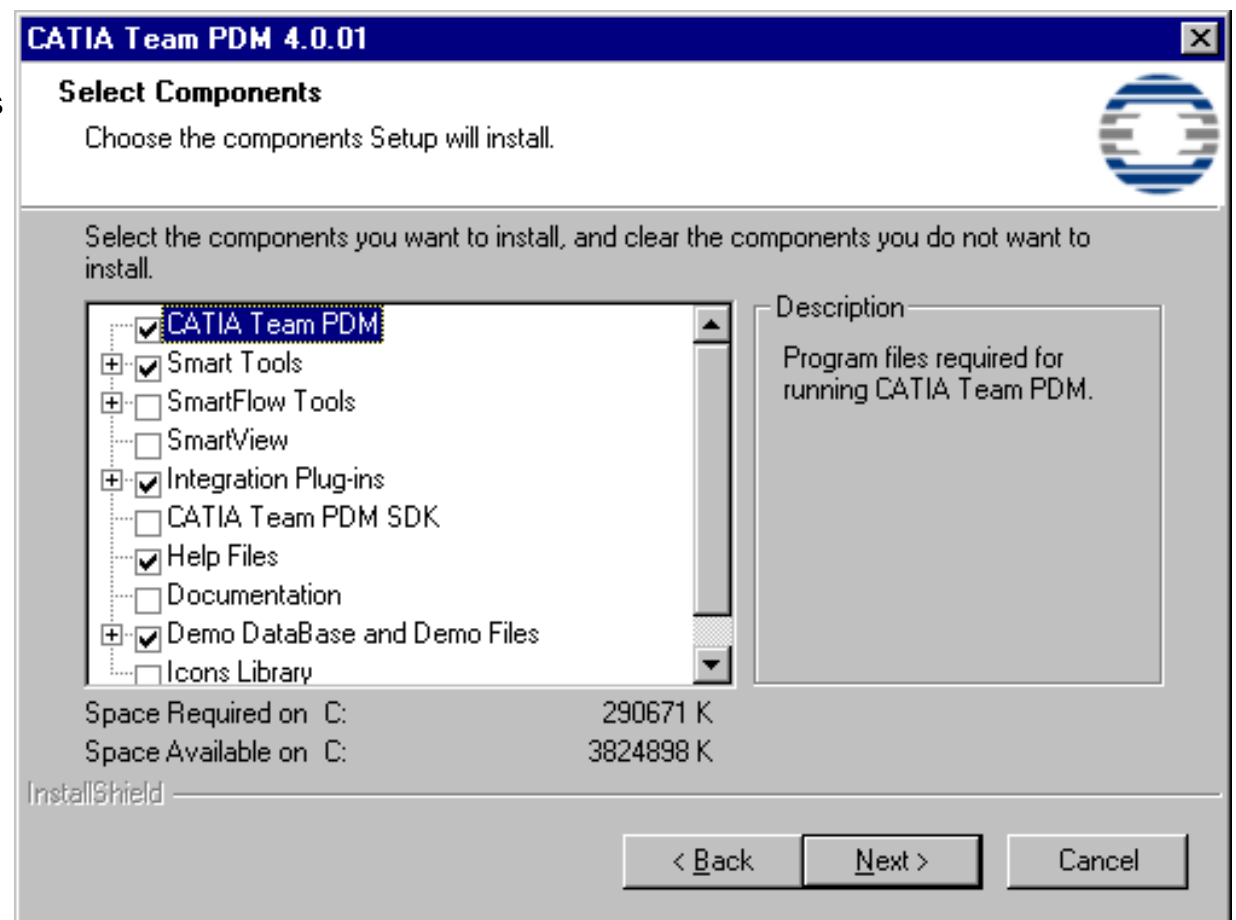 CATIA Team PDM 4.0.01
s
Select Components
Choose the components Setup will install.
Select the components you want to install, and clear the components you do not want to
install.
CATIA Team PDM
Smart Tools
SmartFlow Tools
SmartView
Integration Plug-ins
CATIA Team PDM SDK
Help Files
Documentation
Demo DataBase and Demo Files
Icons Library
Description
Program files required for
running CATIA Team PDM.
Space Required on C: 290671 K
Space Available on C: 3824898 K
InstallShield
< Back
Next >
Cancel